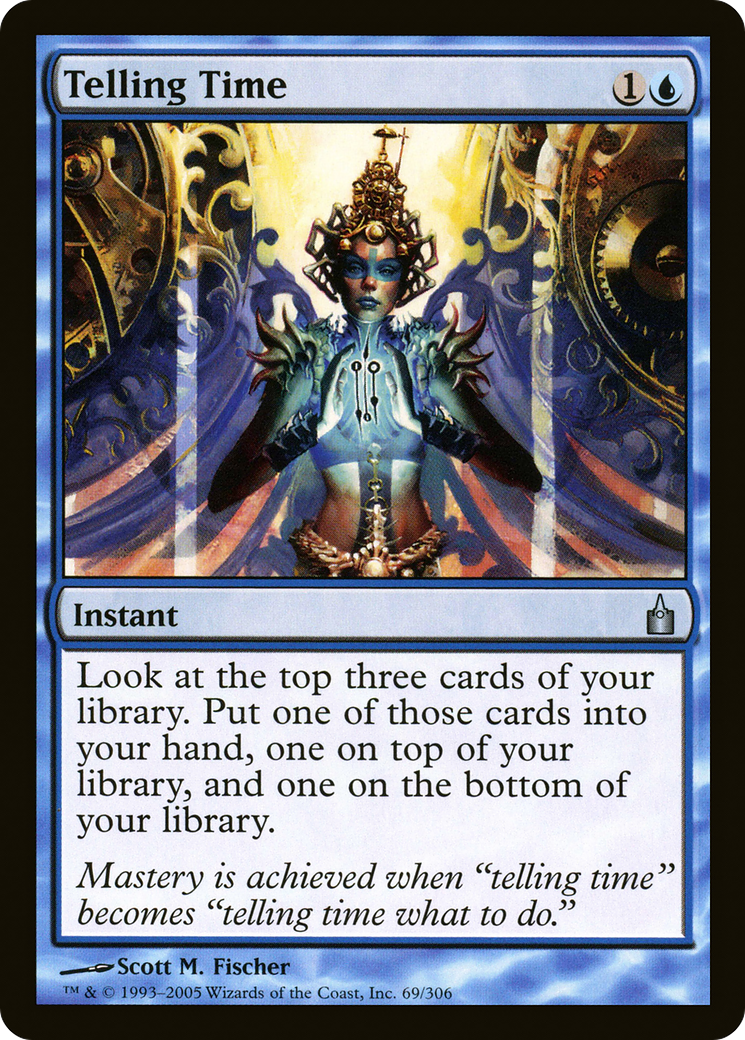 Telling Time 1
Instant
Look at the top three cards of your
library. Put one of those cards into
your hand, one on top of your
library, and one on the bottom of
your library.
Mastery is achieved when “telling time”
becomes “telling time what to do.”
Scott M. Fischer
™ & © 1993–2005 Wizards of the Coast, Inc. 69/306